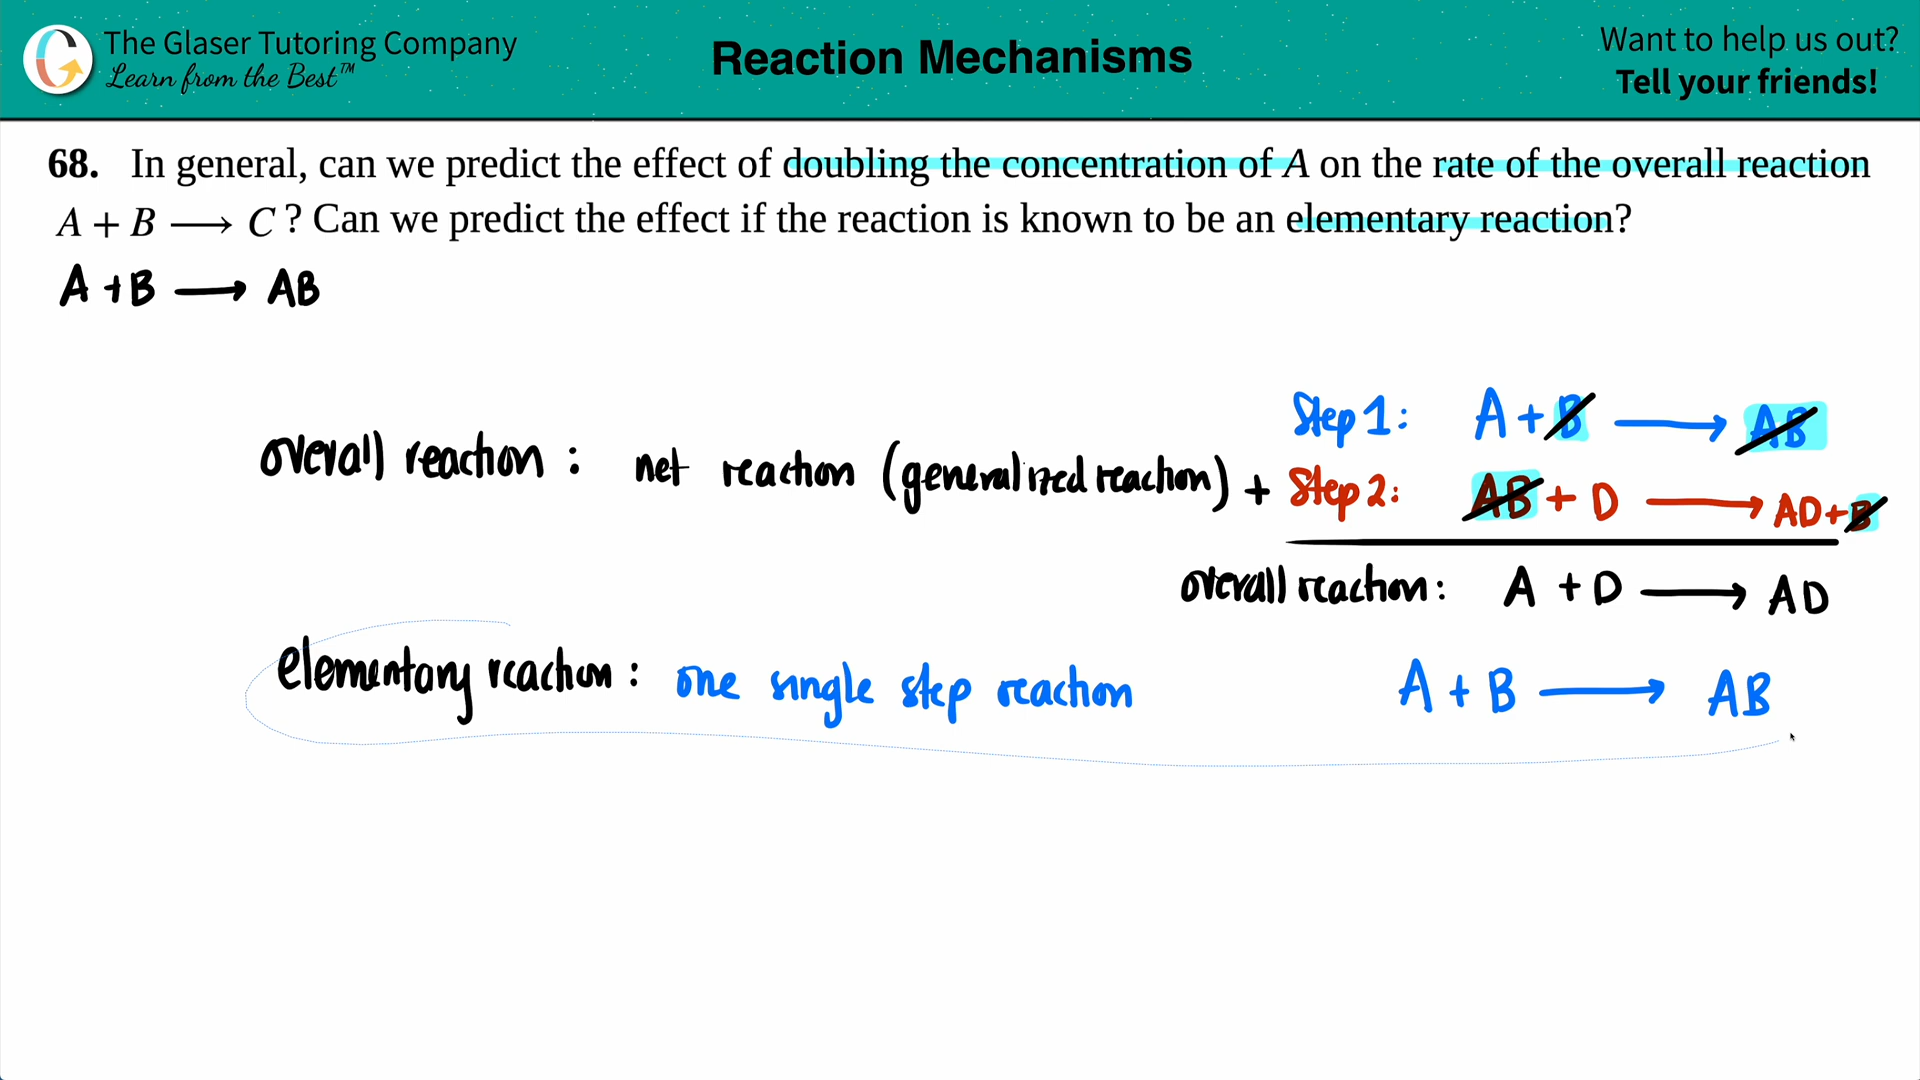 The Glaser Tutoring Company
Learn from the Best™
Reaction Mechanisms
Want to help us out?
Tell your friends!
68. In general, can we predict the effect of doubling the concentration of A on the rate of the overall reaction
A + B ⟶ C ? Can we predict the effect if the reaction is known to be an elementary reaction?
A + B ⟶ AB
overall reaction : net reaction (generalized reaction)
+ Step 1: A + B ⟶ AB
Step 2: AB + D ⟶ AD + B
overall reaction: A + D ⟶ AD
elementary reaction : one single step reaction A + B ⟶ AB